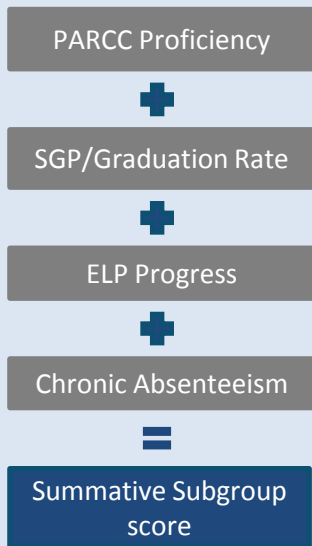 PARCC Proficiency
+
SGP/Graduation Rate
+
ELP Progress
+
Chronic Absenteeism
=
Summative Subgroup
score